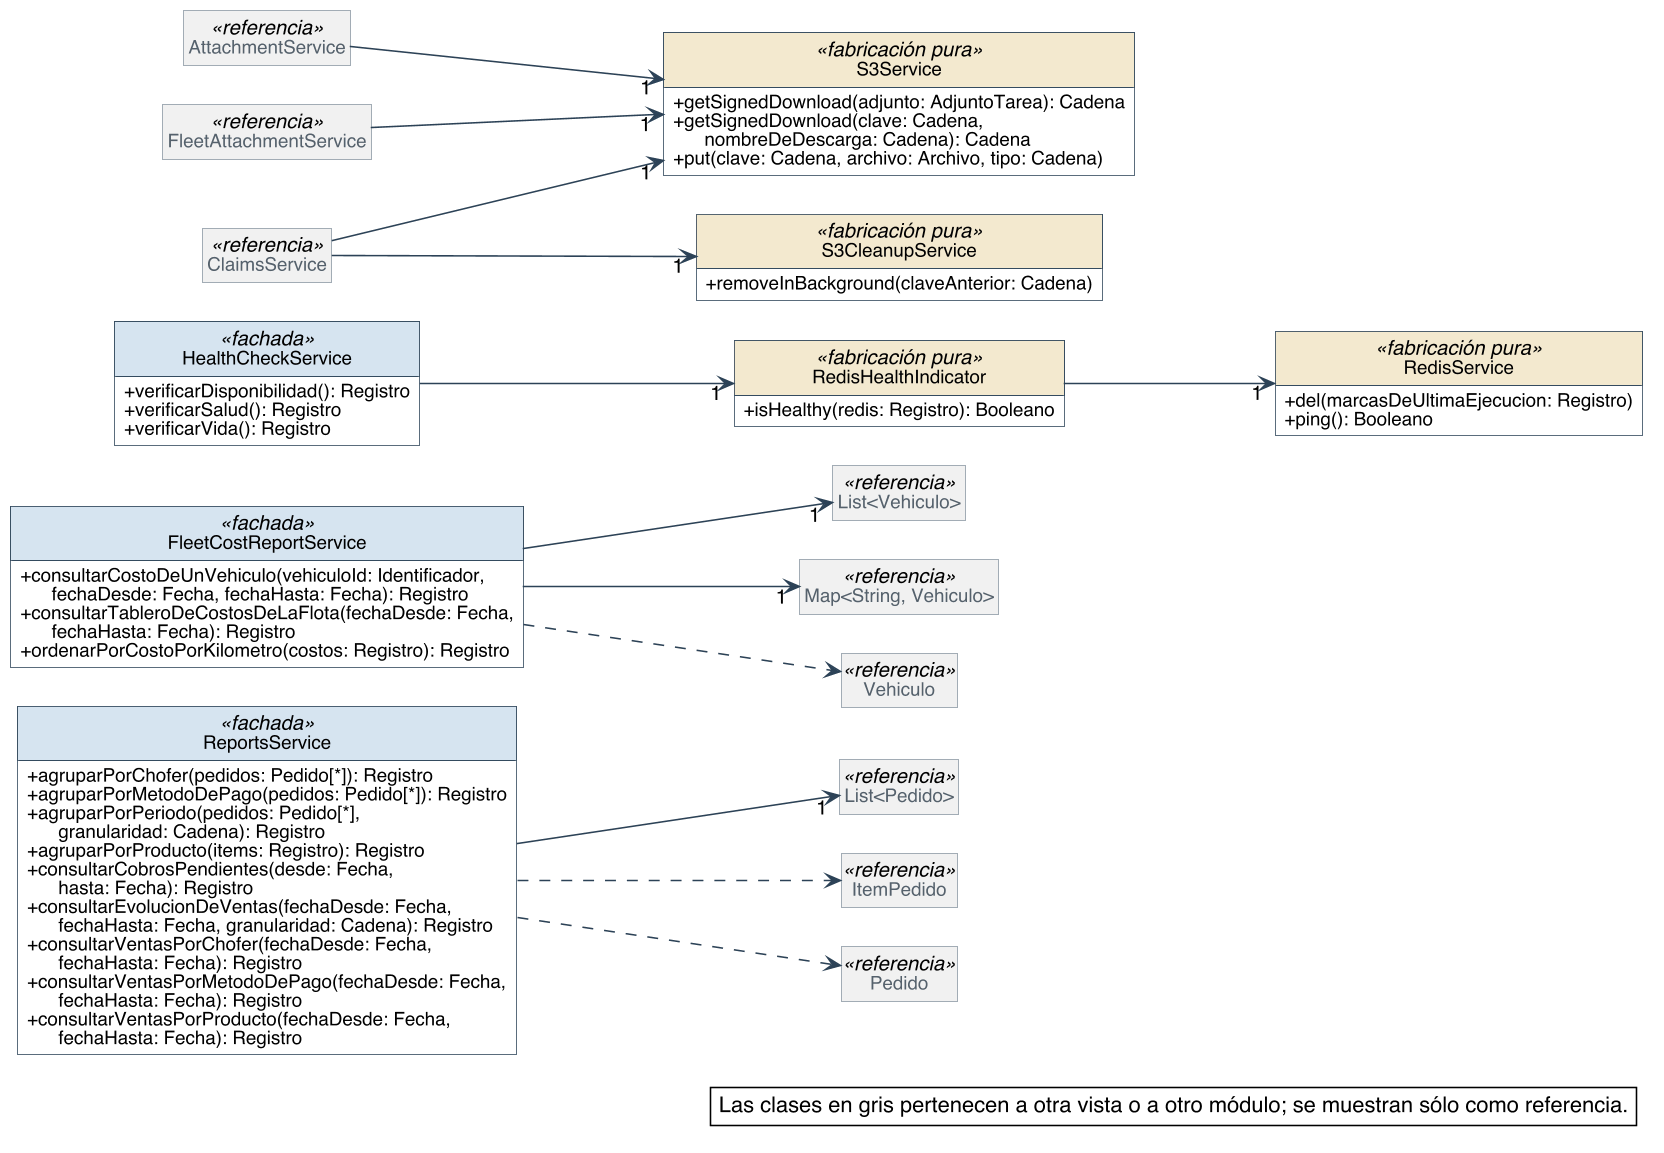 «referencia»
AttachmentService
«fabricación pura»
S3Service
+getSignedDownload(adjunto: AdjuntoTarea): Cadena
+getSignedDownload(clave: Cadena,
nombreDeDescarga: Cadena): Cadena
+put(clave: Cadena, archivo: Archivo, tipo: Cadena)
1
«referencia»
FleetAttachmentService
1
1
«referencia»
ClaimsService
«fabricación pura»
S3CleanupService
+removeInBackground(claveAnterior: Cadena)
1
«fachada»
HealthCheckService
+verificarDisponibilidad(): Registro
+verificarSalud(): Registro
+verificarVida(): Registro
1
«fabricación pura»
RedisHealthIndicator
+isHealthy(redis: Registro): Booleano
1
«fabricación pura»
RedisService
+del(marcasDeUltimaEjecucion: Registro)
+ping(): Booleano
«fachada»
FleetCostReportService
+consultarCostoDeUnVehiculo(vehiculoId: Identificador,
fechaDesde: Fecha, fechaHasta: Fecha): Registro
+consultarTableroDeCostosDeLaFlota(fechaDesde: Fecha,
fechaHasta: Fecha): Registro
+ordenarPorCostoPorKilometro(costos: Registro): Registro
«referencia»
List<Vehiculo>
1
«referencia»
Map<String, Vehiculo>
1
«referencia»
Vehiculo
«fachada»
ReportsService
+agruparPorChofer(pedidos: Pedido[*]): Registro
+agruparPorMetodoDePago(pedidos: Pedido[*]): Registro
+agruparPorPeriodo(pedidos: Pedido[*],
granularidad: Cadena): Registro
+agruparPorProducto(items: Registro): Registro
+consultarCobrosPendientes(desde: Fecha,
hasta: Fecha): Registro
+consultarEvolucionDeVentas(fechaDesde: Fecha,
fechaHasta: Fecha, granularidad: Cadena): Registro
+consultarVentasPorChofer(fechaDesde: Fecha,
fechaHasta: Fecha): Registro
+consultarVentasPorMetodoDePago(fechaDesde: Fecha,
fechaHasta: Fecha): Registro
+consultarVentasPorProducto(fechaDesde: Fecha,
fechaHasta: Fecha): Registro
«referencia»
List<Pedido>
1
«referencia»
ItemPedido
«referencia»
Pedido
Las clases en gris pertenecen a otra vista o a otro módulo; se muestran sólo como referencia.